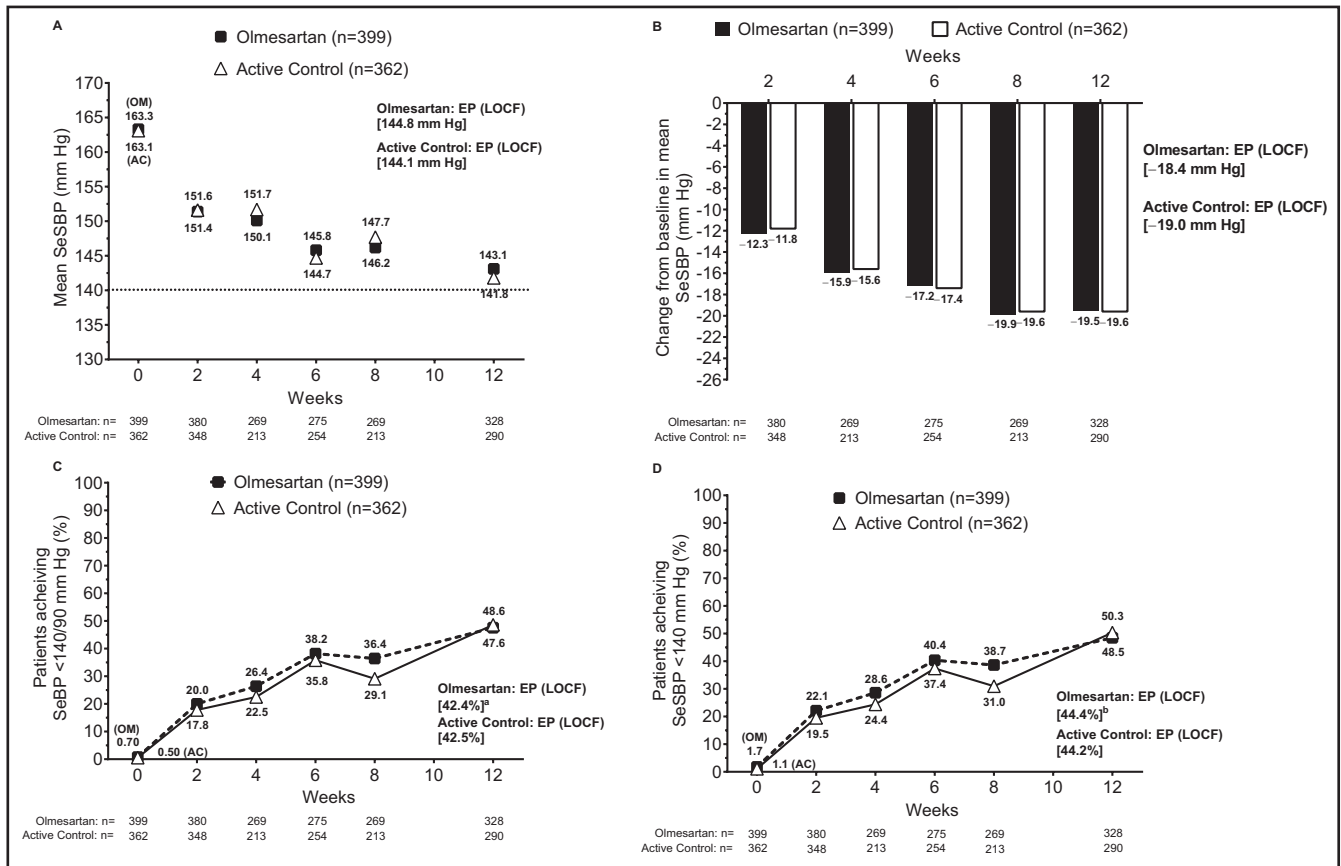 A
Olmesartan (n=399)
Active Control (n=362)
Mean SeSBP (mm Hg)
170
165
160
155
150
145
140
135
130
(OM)
163.3
163.1
(AC)
151.6
151.4
151.7
150.1
145.8
144.7
147.7
146.2
143.1
141.8
Olmesartan: EP (LOCF)
[144.8 mm Hg]
Active Control: EP (LOCF)
[144.1 mm Hg]
0 2 4 6 8 10 12
Weeks
Olmesartan: n= 399 380 269 275 269 328
Active Control: n= 362 348 213 254 213 290
B
Olmesartan (n=399) Active Control (n=362)
Weeks
2 4 6 8 12
Change from baseline in mean
SeSBP (mm Hg)
0
-2
-4
-6
-8
-10
-12
-14
-16
-18
-20
-22
-24
-26
−12.3 −11.8
−15.9 −15.6
−17.2 −17.4
−19.9 −19.6
−19.5 −19.6
Olmesartan: EP (LOCF)
[−18.4 mm Hg]
Active Control: EP (LOCF)
[−19.0 mm Hg]
Olmesartan: n= 380 269 275 269 328
Active Control: n= 348 213 254 213 290
C
Olmesartan (n=399)
Active Control (n=362)
Patients acheiving
SeBP <140/90 mm Hg (%)
100
90
80
70
60
50
40
30
20
10
0
(OM)
0.70
0.50 (AC)
20.0
17.8
26.4
22.5
38.2
35.8
36.4
29.1
48.6
47.6
Olmesartan: EP (LOCF)
[42.4%]a
Active Control: EP (LOCF)
[42.5%]
0 2 4 6 8 10 12
Weeks
Olmesartan: n= 399 380 269 275 269 328
Active Control: n= 362 348 213 254 213 290
D
Olmesartan (n=399)
Active Control (n=362)
Patients acheiving
SeSBP <140 mm Hg (%)
100
90
80
70
60
50
40
30
20
10
0
(OM)
1.7
1.1 (AC)
22.1
19.5
28.6
24.4
40.4
37.4
38.7
31.0
50.3
48.5
Olmesartan: EP (LOCF)
[44.4%]b
Active Control: EP (LOCF)
[44.2%]
0 2 4 6 8 10 12
Weeks
Olmesartan: n= 399 380 269 275 269 328
Active Control: n= 362 348 213 254 213 290